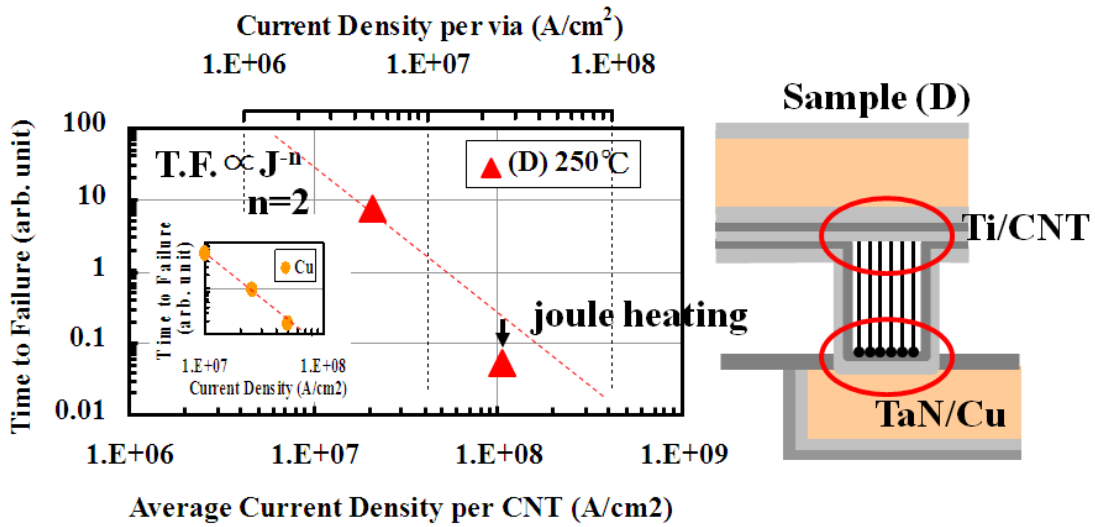 Current Density per via (A/cm²)
1.E+06 1.E+07 1.E+08
Time to Failure (arb. unit)
100
10
1
0.1
0.01
T.F.∝J⁻ⁿ
n=2
(D) 250℃
Time to Failure
(arb. unit)
Cu
1.E+07 1.E+08
Current Density (A/cm2)
joule heating
1.E+06 1.E+07 1.E+08 1.E+09
Average Current Density per CNT (A/cm2)
Sample (D)
Ti/CNT
TaN/Cu